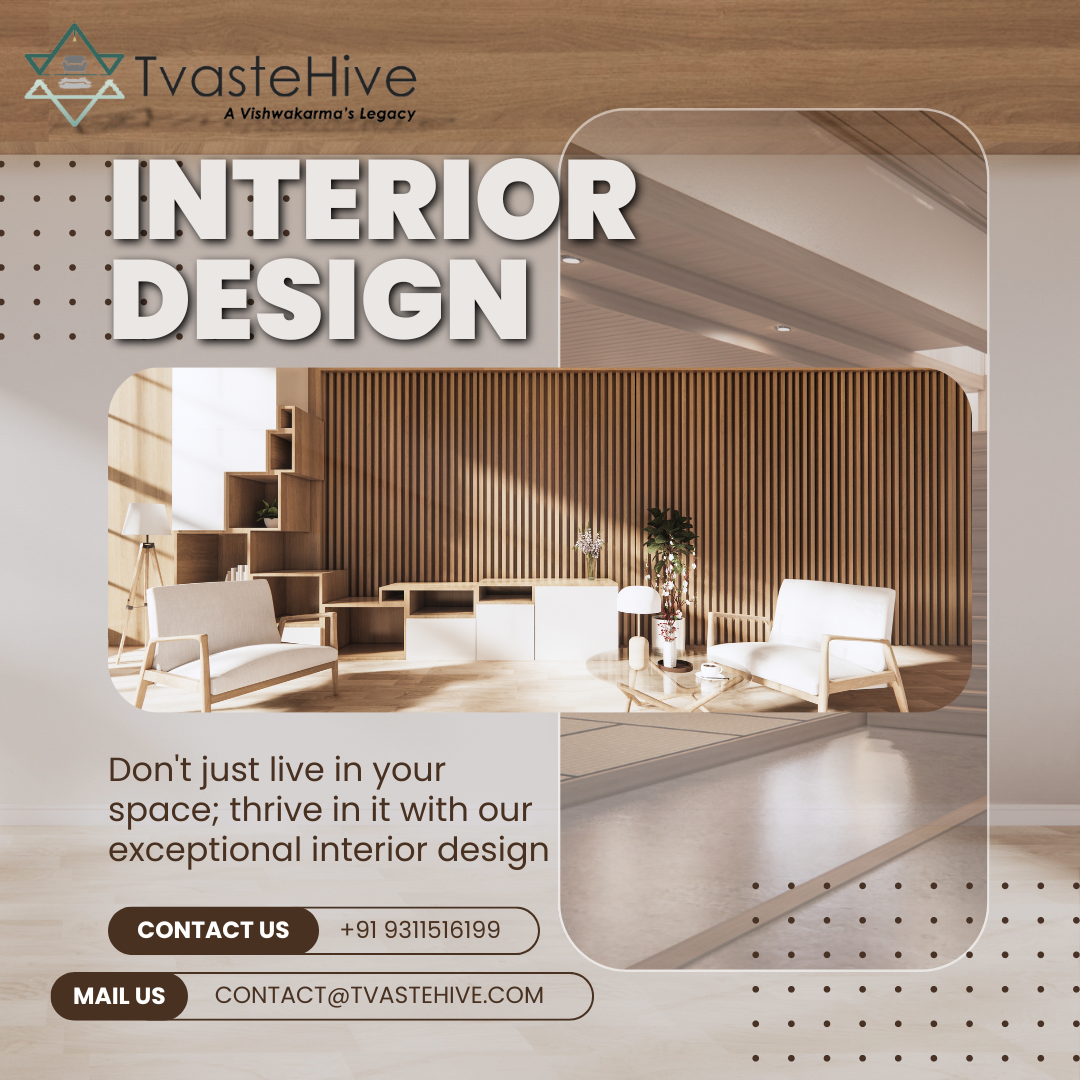 TvasteHive
A Vishwakarma's Legacy
INTERIOR
DESIGN
Don't just live in your
space; thrive in it with our
exceptional interior design
CONTACT US +91 9311516199
MAIL US CONTACT@TVASTEHIVE.COM